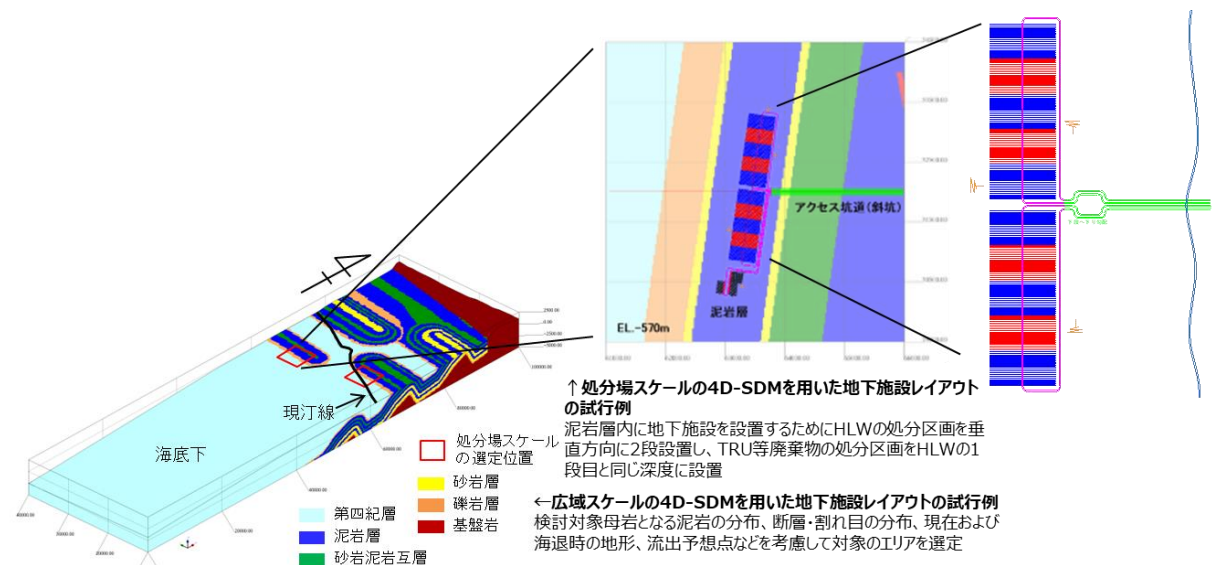 アクセス坑道(斜坑)
泥岩層
EL.-570m
↑処分場スケールの4D-SDMを用いた地下施設レイアウト
の試行例
泥岩層内に地下施設を設置するためにHLWの処分区画を垂
直方向に2段設置し、TRU等廃棄物の処分区画をHLWの1
段目と同じ深度に設置
現汀線
海底下
処分場スケール
の選定位置
砂岩層
礫岩層
基盤岩
第四紀層
泥岩層
砂岩泥岩互層
←広域スケールの4D-SDMを用いた地下施設レイアウトの試行例
検討対象母岩となる泥岩の分布、断層・割れ目の分布、現在および
海退時の地形、流出予想点などを考慮して対象のエリアを選定